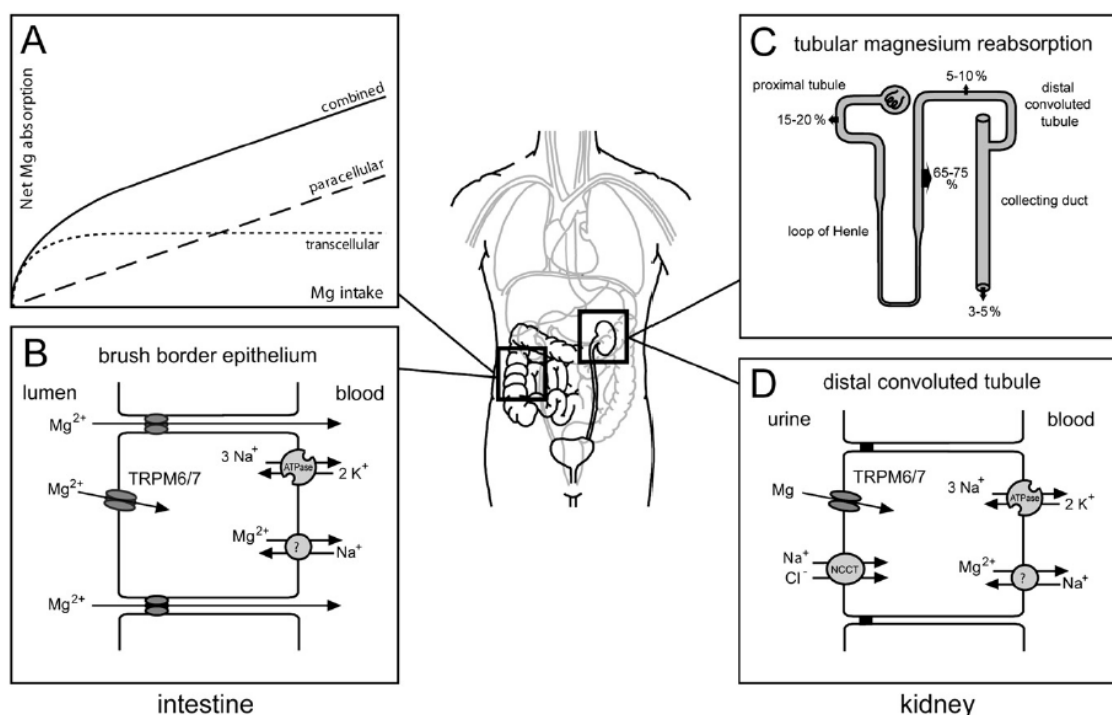 A
Net Mg absorption
combined
paracellular
transcellular
Mg intake
B
brush border epithelium
lumen
blood
Mg2+
3 Na+
ATPase
2 K+
TRPM6/7
Mg2+
Mg2+
?
Na+
Mg2+
intestine
C
tubular magnesium reabsorption
proximal tubule
15-20 %
5-10 %
distal
convoluted
tubule
65-75
%
collecting duct
loop of Henle
3-5%
D
distal convoluted tubule
urine
blood
TRPM6/7
Mg
3 Na+
ATPase
2 K+
Na+
Cl-
NCCT
Mg2+
?
Na+
kidney